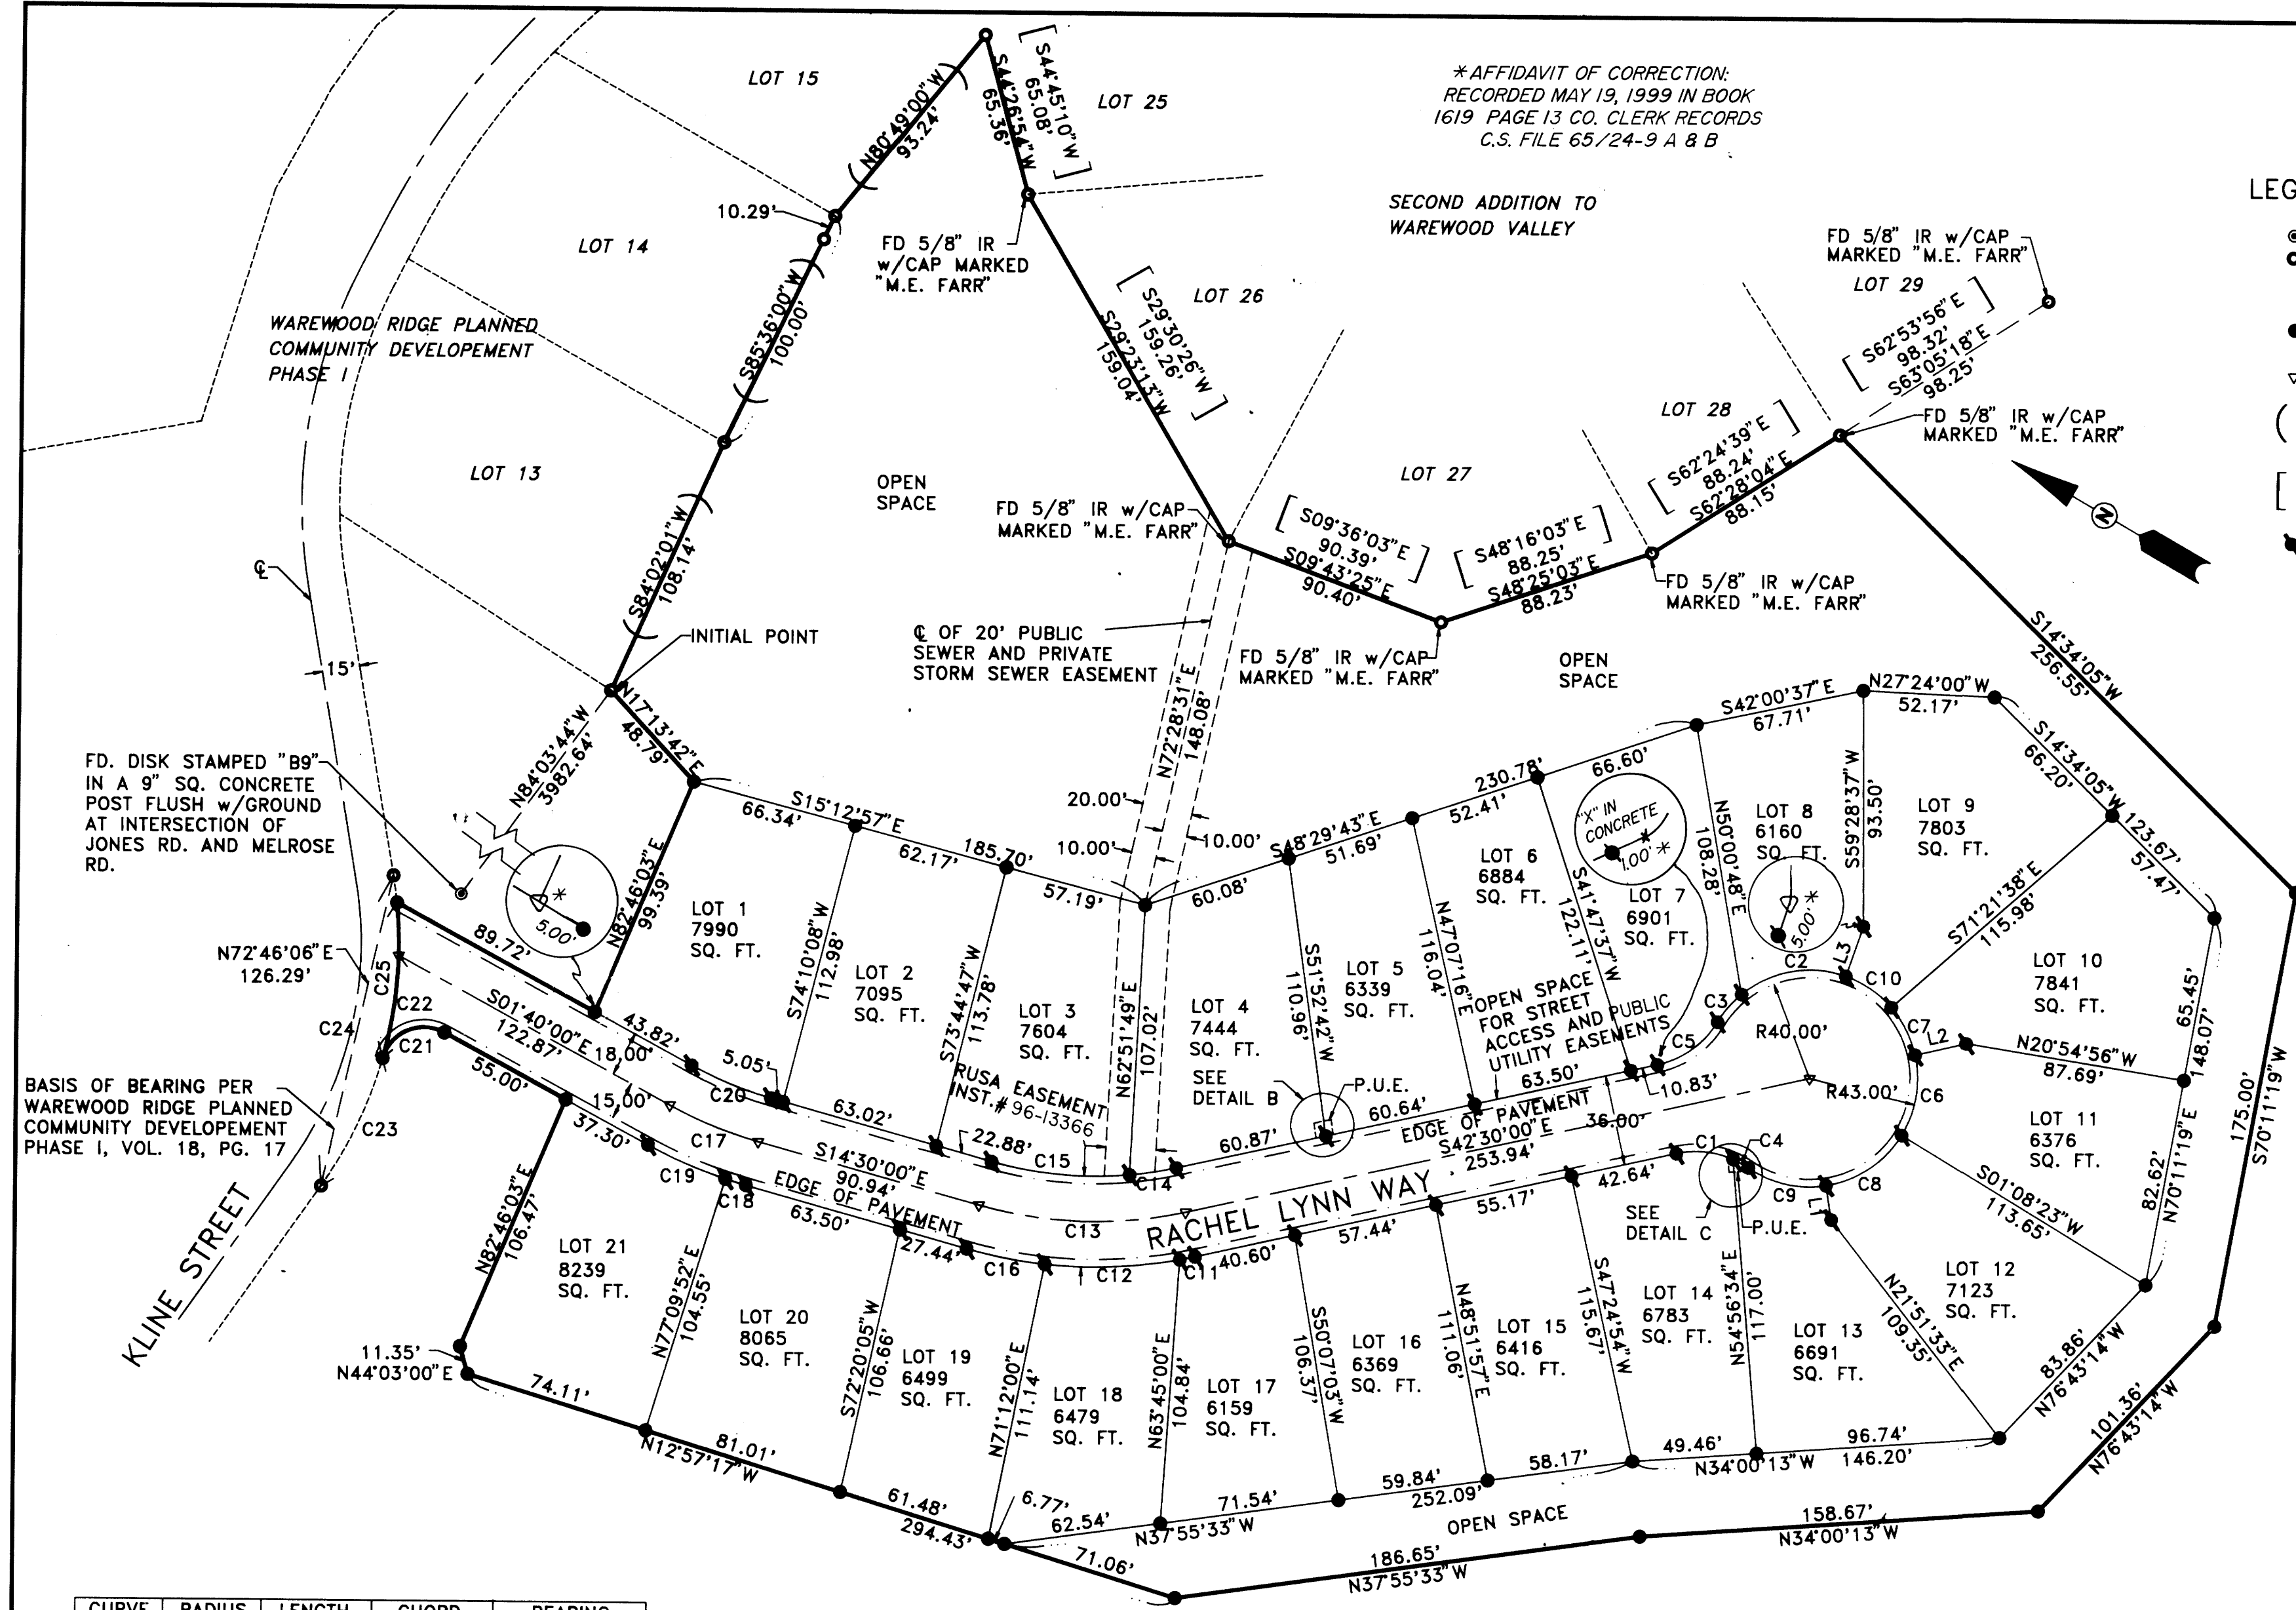 LOT 15
S44°26'54"W
65.36'
[S44°45'10"W
65.08']
LOT 25
*AFFIDAVIT OF CORRECTION:
RECORDED MAY 19, 1999 IN BOOK
1619 PAGE 13 CO. CLERK RECORDS
C.S. FILE 65/24-9 A & B
(N80°49'00"W)
93.24'
LEG
10.29'
LOT 14
FD 5/8" IR
w/CAP MARKED
"M.E. FARR"
SECOND ADDITION TO
WAREWOOD VALLEY
FD 5/8" IR w/CAP
MARKED "M.E. FARR"
LOT 29
LOT 26
[S29°30'26"W
159.26']
S29°23'13"W
159.04'
(S85°36'00"W)
100.00'
WAREWOOD RIDGE PLANNED
COMMUNITY DEVELOPEMENT
PHASE I
[S62°53'56"E
98.32']
S63°05'18"E
98.25'
(
[
LOT 28
FD 5/8" IR w/CAP
MARKED "M.E. FARR"
[S62°24'39"E
88.24']
S62°28'04"E
88.15'
LOT 13
LOT 27
OPEN
SPACE
FD 5/8" IR w/CAP
MARKED "M.E. FARR"
[S09°36'03"E
90.39']
S09°43'25"E
90.40'
[S48°16'03"E
88.25']
S48°25'03"E
88.23'
N
(S84°02'01"W)
108.14'
℄
FD 5/8" IR w/CAP
MARKED "M.E. FARR"
INITIAL POINT
℄ OF 20' PUBLIC
SEWER AND PRIVATE
STORM SEWER EASEMENT
FD 5/8" IR w/CAP
MARKED "M.E. FARR"
OPEN
SPACE
S14°34'05"W
256.55'
15'
N17°13'42"E
48.79'
N72°28'31"E
148.08'
S42°00'37"E
67.71'
N27°24'00"W
52.17'
N84°03'44"W
3982.64'
FD. DISK STAMPED "B9"
IN A 9" SQ. CONCRETE
POST FLUSH w/GROUND
AT INTERSECTION OF
JONES RD. AND MELROSE
RD.
S15°12'57"E
66.34'
62.17'
185.70'
57.19'
20.00'
10.00'
10.00'
60.08'
S48°29'43"E
51.69'
52.41'
230.78'
66.60'
"X" IN
CONCRETE
1.00' *
S14°34'05"W
66.20'
123.67'
57.47'
5.00'
*
N82°46'03"E
99.39'
LOT 1
7990
SQ. FT.
S74°10'08"W
112.98'
LOT 2
7095
SQ. FT.
S73°44'47"W
113.78'
LOT 3
7604
SQ. FT.
N62°51'49"E
107.02'
LOT 4
7444
SQ. FT.
S51°52'42"W
110.96'
LOT 5
6339
SQ. FT.
N47°07'16"E
116.04'
LOT 6
6884
SQ. FT.
S41°47'37"W
122.11'
LOT 7
6901
SQ. FT.
N50°00'48"E
108.28'
LOT 8
6160
SQ. FT.
5.00' *
S59°28'37"W
93.50'
LOT 9
7803
SQ. FT.
S71°21'38"E
115.98'
LOT 10
7841
SQ. FT.
65.45'
148.07'
N72°46'06"E
126.29'
89.72'
C25
C24
C22
C21
C23
S01°40'00"E
122.87'
43.82'
18.00'
15.00'
55.00'
37.30'
5.05'
C20
C17
C19
C18
63.02'
22.88'
C15
C14
RUSA EASEMENT
INST.# 96-13366
SEE
DETAIL B
P.U.E.
OPEN SPACE
FOR STREET
ACCESS AND PUBLIC
UTILITY EASEMENTS
C5
C3
C2
L3
C10
C7
L2
C6
R40.00'
R43.00'
N20°54'56"W
87.69'
BASIS OF BEARING PER
WAREWOOD RIDGE PLANNED
COMMUNITY DEVELOPEMENT
PHASE I, VOL. 18, PG. 17
60.87'
60.64'
63.50'
10.83'
EDGE OF PAVEMENT
S42°30'00"E
253.94'
36.00'
S14°30'00"E
90.94'
EDGE OF PAVEMENT
63.50'
27.44'
C16
C13
C12
C11
RACHEL LYNN WAY
40.60'
57.44'
55.17'
42.64'
C1
C4
C9
C8
L1
SEE
DETAIL C
P.U.E.
LOT 11
6376
SQ. FT.
S01°08'23"W
113.65'
82.62'
N70°11'19"E
175.00'
S70°11'19"W
KLINE STREET
N82°46'03"E
106.47'
LOT 21
8239
SQ. FT.
N77°09'52"E
104.55'
LOT 20
8065
SQ. FT.
S72°20'05"W
106.66'
LOT 19
6499
SQ. FT.
N71°12'00"E
111.14'
LOT 18
6479
SQ. FT.
N63°45'00"E
104.84'
LOT 17
6159
SQ. FT.
S50°07'03"W
106.37'
LOT 16
6369
SQ. FT.
N48°51'57"E
111.06'
LOT 15
6416
SQ. FT.
S47°24'54"W
115.67'
LOT 14
6783
SQ. FT.
N54°56'34"E
117.00'
LOT 13
6691
SQ. FT.
N21°51'33"E
109.35'
LOT 12
7123
SQ. FT.
83.86'
N76°43'14"W
101.36'
N76°43'14"W
11.35'
N44°03'00"E
74.11'
81.01'
N12°57'17"W
61.48'
294.43'
6.77'
62.54'
71.54'
N37°55'33"W
59.84'
252.09'
58.17'
49.46'
N34°00'13"W
96.74'
146.20'
OPEN SPACE
71.06'
186.65'
N37°55'33"W
158.67'
N34°00'13"W
CURVE RADIUS LENGTH CHORD BEARING